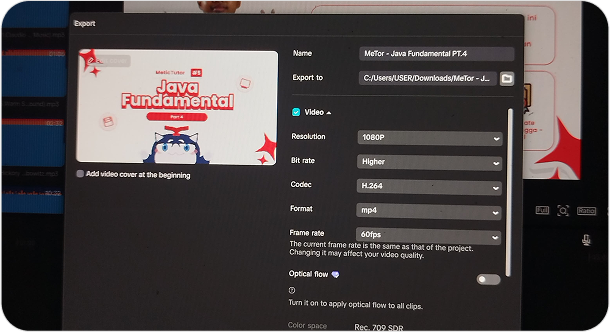 Export
ini
Name
MeTor - Java Fundamental PT.4
Export to
C:/Users/USER/Downloads/MeTor - J...
Java
Fundamental
Part 4
Video
Resolution
1080P
Bit rate
Higher
Add video cover at the beginning
Codec
H.264
Format
mp4
Full
Ratio
Frame rate
60fps
The current frame rate is the same as that of the project.
Changing it may affect your video quality.
Optical flow
Turn it on to apply optical flow to all clips.
Color space
Rec. 709 SDR